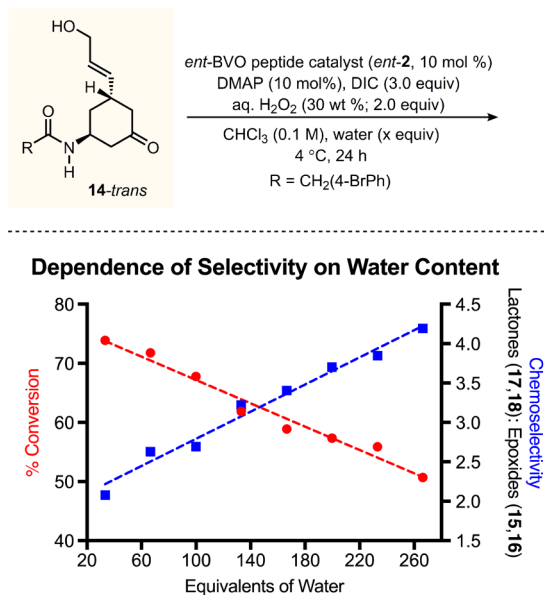 HO
H
O
R
N
H
O
14-trans
ent-BVO peptide catalyst (ent-2, 10 mol %)
DMAP (10 mol%), DIC (3.0 equiv)
aq. H2O2 (30 wt %; 2.0 equiv)
CHCl3 (0.1 M), water (x equiv)
4 °C, 24 h
R = CH2(4-BrPh)
Dependence of Selectivity on Water Content
% Conversion
80
70
60
50
40
20
60
100
140
180
220
260
Equivalents of Water
4.5
4.0
3.5
3.0
2.5
2.0
1.5
Chemoselectivity
Lactones (17,18): Epoxides (15,16)